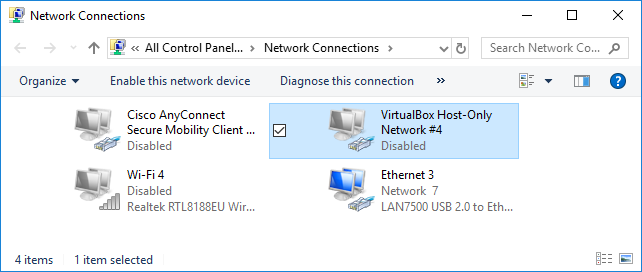 Network Connections
« All Control Panel... > Network Connections >
Search Network Co...
Organize Enable this network device Diagnose this connection »
Cisco AnyConnect
Secure Mobility Client ...
Disabled
VirtualBox Host-Only
Network #4
Disabled
Wi-Fi 4
Disabled
Realtek RTL8188EU Wir...
Ethernet 3
Network 7
LAN7500 USB 2.0 to Eth...
4 items 1 item selected